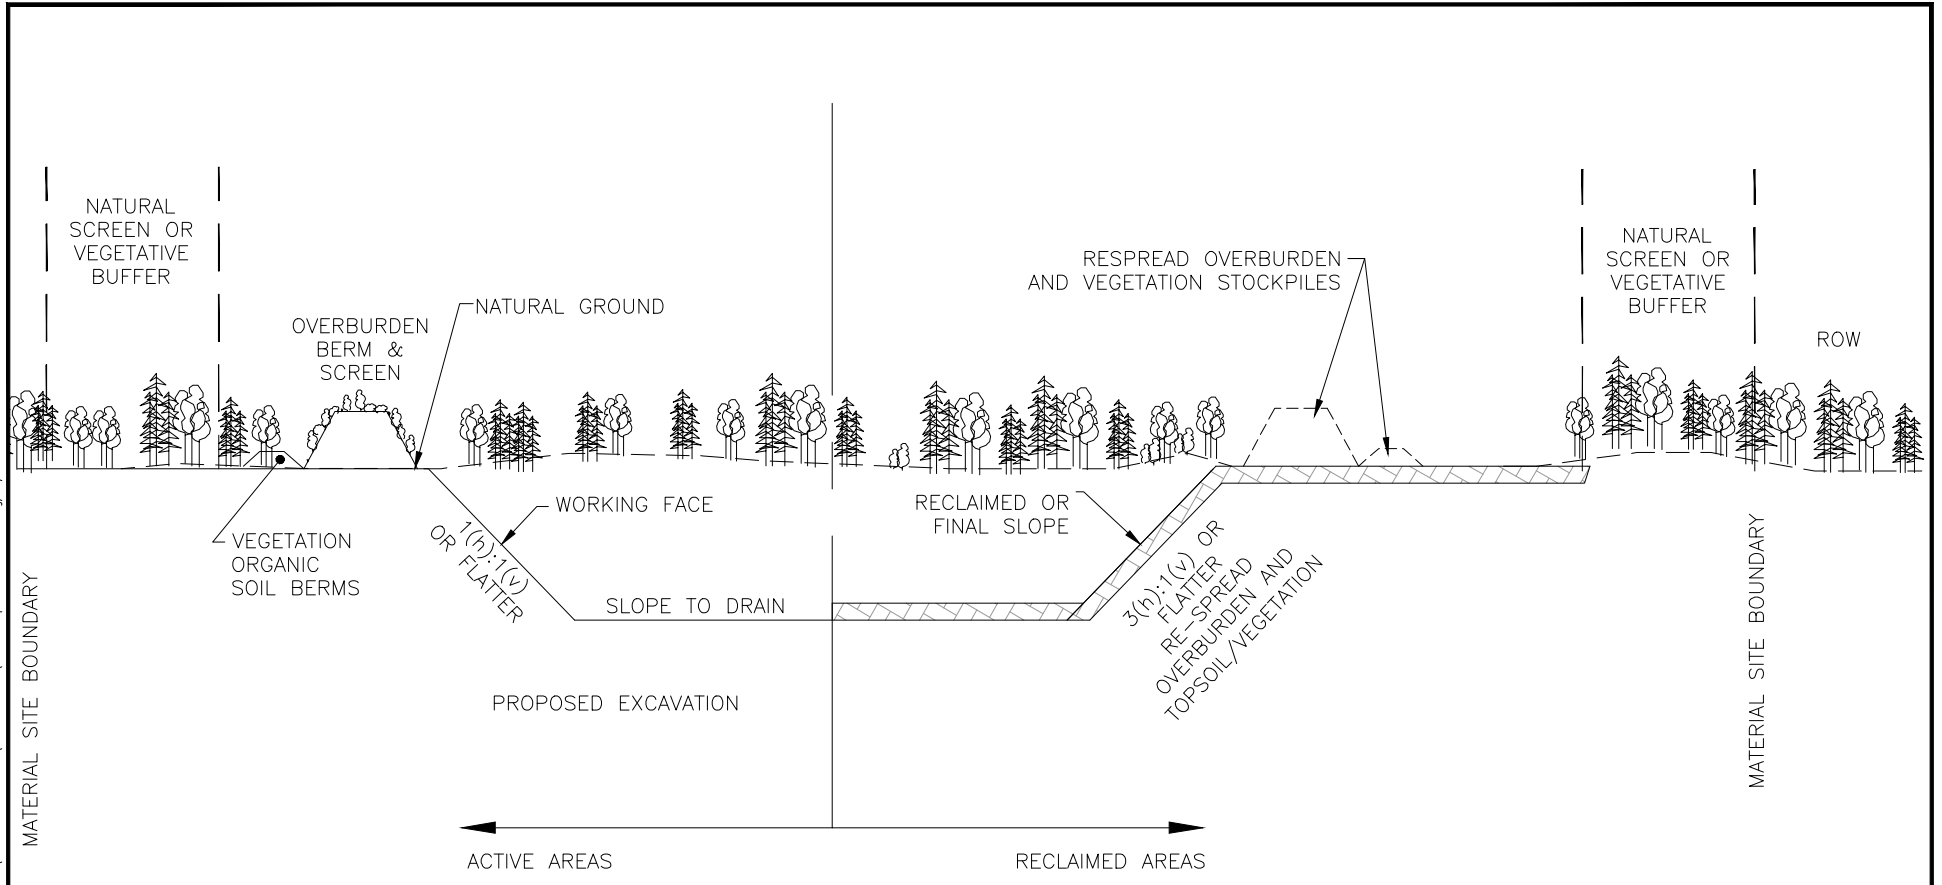 NATURAL
SCREEN OR
VEGETATIVE
BUFFER
OVERBURDEN
BERM &
SCREEN
NATURAL GROUND
RESPREAD OVERBURDEN
AND VEGETATION STOCKPILES
NATURAL
SCREEN OR
VEGETATIVE
BUFFER
ROW
VEGETATION
ORGANIC
SOIL BERMS
WORKING FACE
1(h):1(v)
OR FLATTER
SLOPE TO DRAIN
RECLAIMED OR
FINAL SLOPE
3(h):1(v) OR
FLATTER
RE-SPREAD
OVERBURDEN AND
TOPSOIL/VEGETATION
MATERIAL SITE BOUNDARY
MATERIAL SITE BOUNDARY
PROPOSED EXCAVATION
ACTIVE AREAS
RECLAIMED AREAS